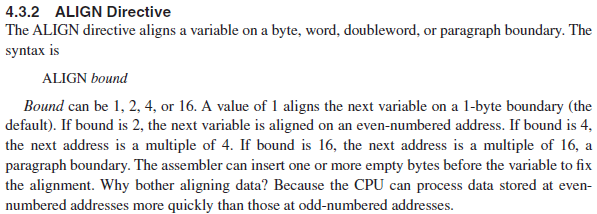 4.3.2 ALIGN Directive
The ALIGN directive aligns a variable on a byte, word, doubleword, or paragraph boundary. The
syntax is
ALIGN bound
Bound can be 1, 2, 4, or 16. A value of 1 aligns the next variable on a 1-byte boundary (the
default). If bound is 2, the next variable is aligned on an even-numbered address. If bound is 4,
the next address is a multiple of 4. If bound is 16, the next address is a multiple of 16, a
paragraph boundary. The assembler can insert one or more empty bytes before the variable to fix
the alignment. Why bother aligning data? Because the CPU can process data stored at even-
numbered addresses more quickly than those at odd-numbered addresses.